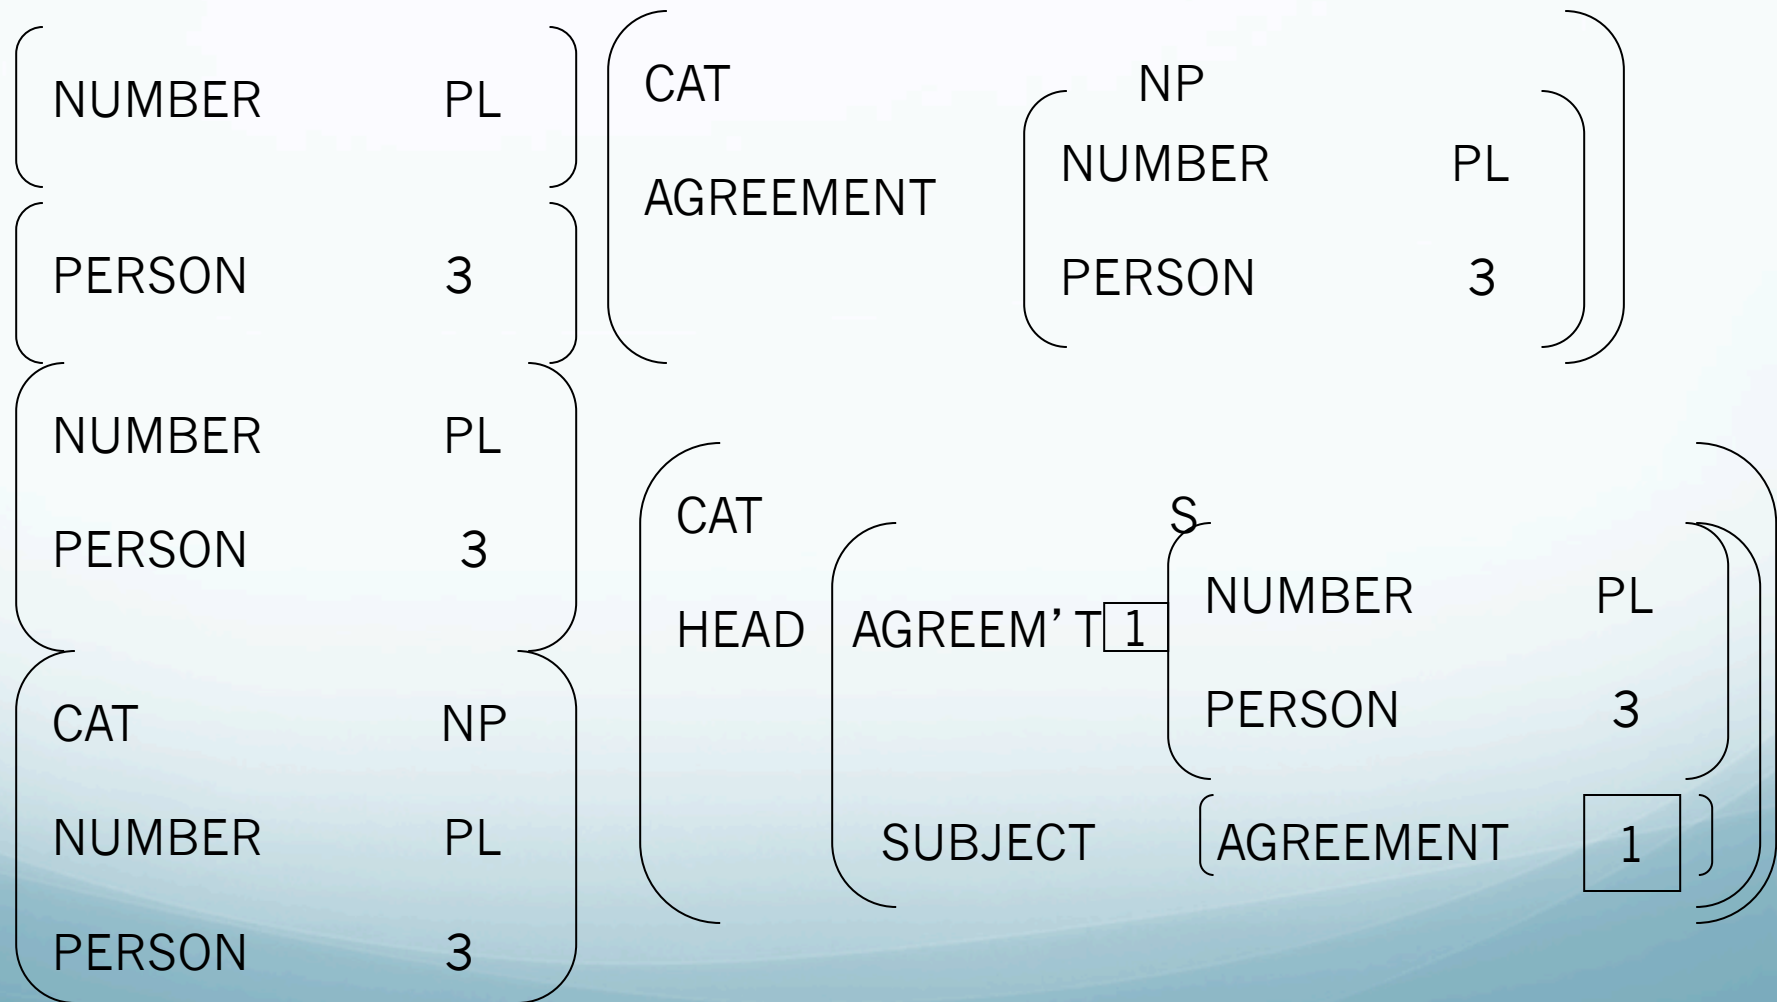 NUMBER PL
PERSON 3
NUMBER PL
PERSON 3
CAT NP
NUMBER PL
PERSON 3
CAT NP
AGREEMENT
NUMBER PL
PERSON 3
CAT S
HEAD AGREEM’T 1
NUMBER PL
PERSON 3
SUBJECT AGREEMENT 1